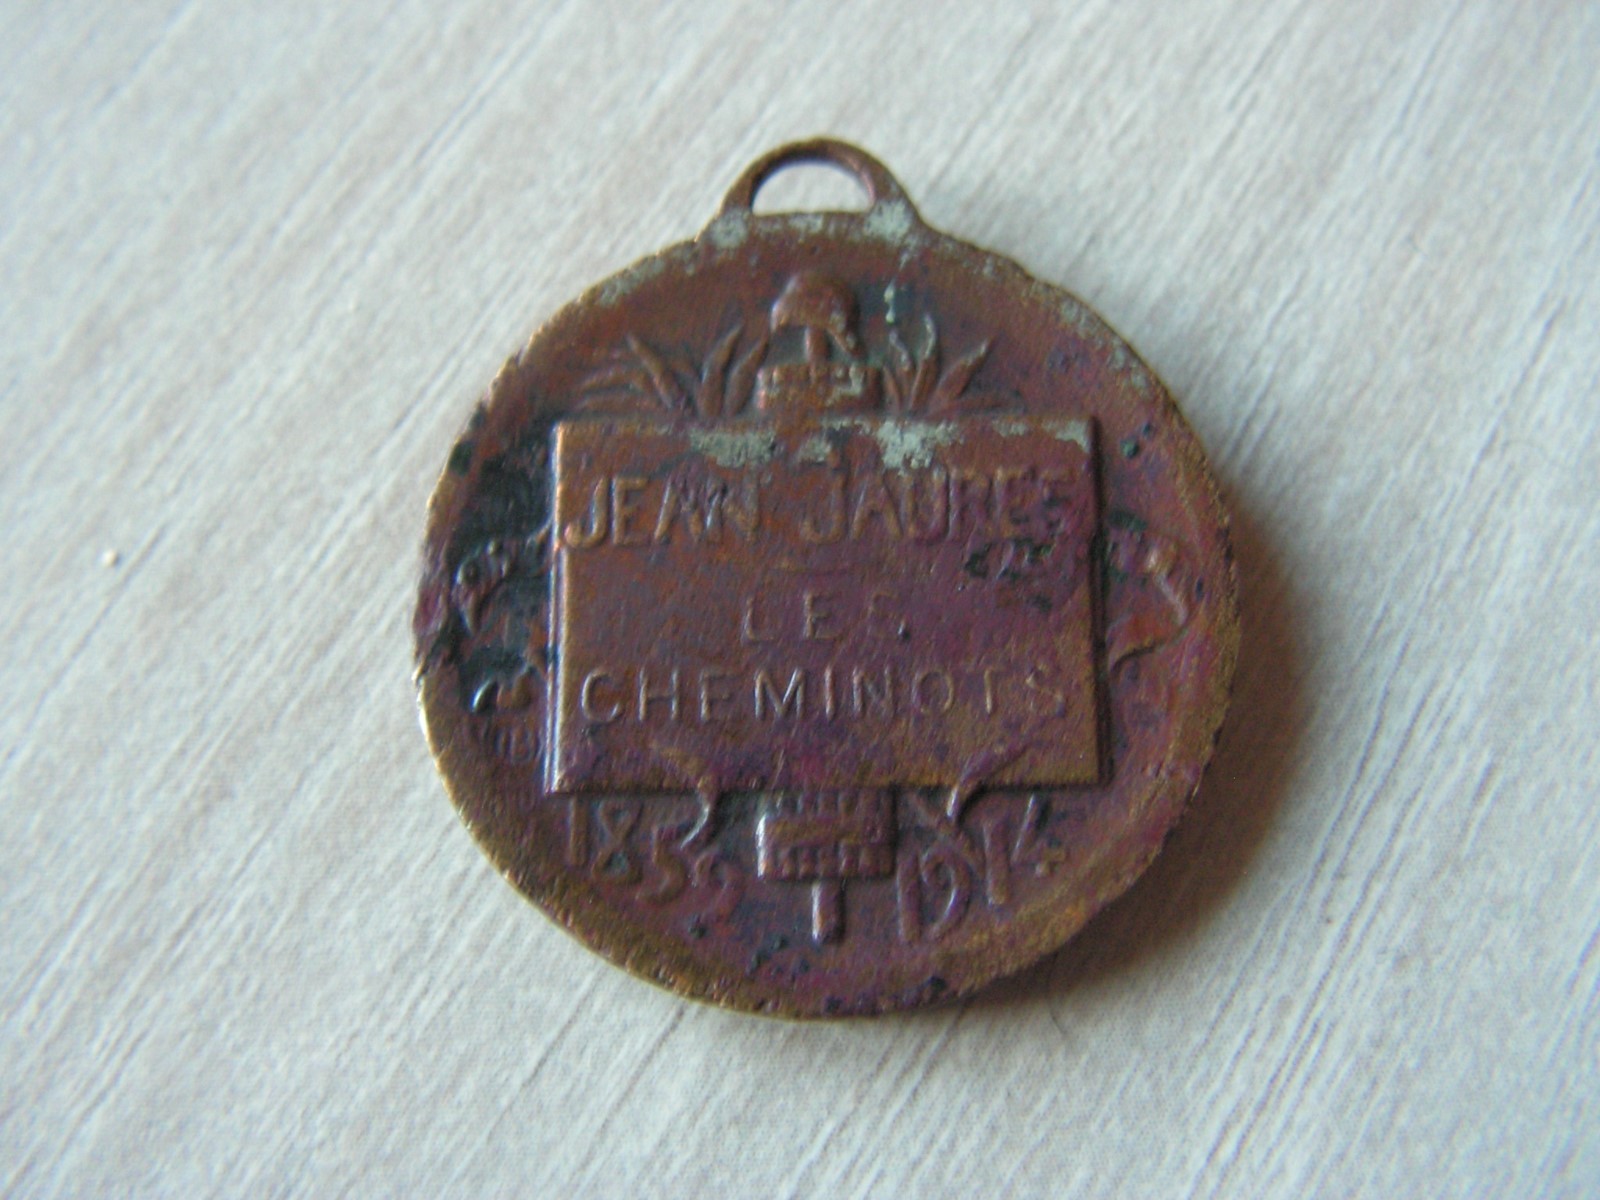 JEAN JAURES
LES
CHEMINOTS
1859 1914